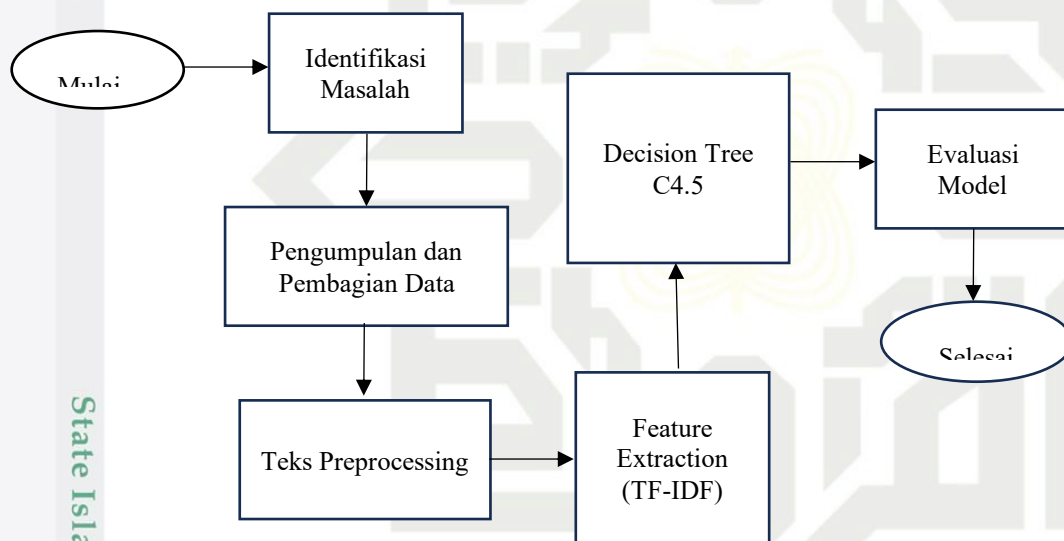 Mulai
Identifikasi
Masalah
Pengumpulan dan
Pembagian Data
Teks Preprocessing
Feature
Extraction
(TF-IDF)
Decision Tree
C4.5
Evaluasi
Model
Selesai
State Isla